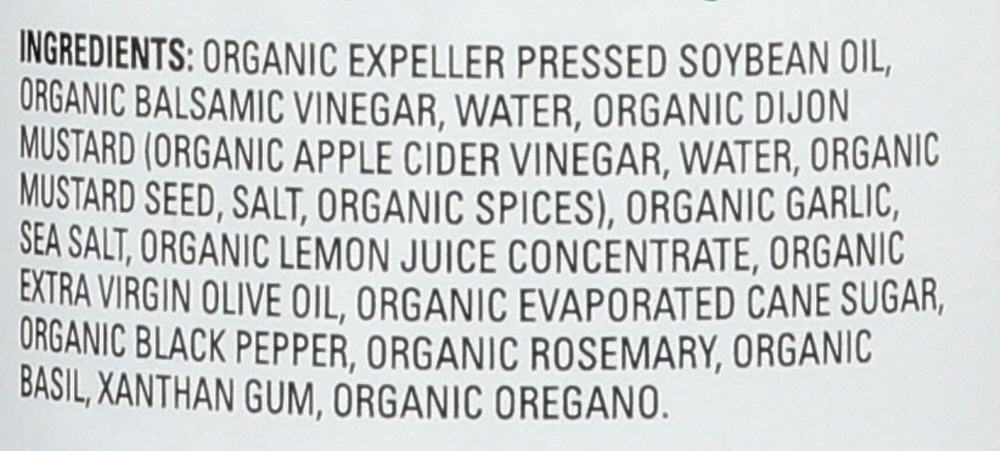 INGREDIENTS: ORGANIC EXPELLER PRESSED SOYBEAN OIL,
ORGANIC BALSAMIC VINEGAR, WATER, ORGANIC DIJON
MUSTARD (ORGANIC APPLE CIDER VINEGAR, WATER, ORGANIC
MUSTARD SEED, SALT, ORGANIC SPICES), ORGANIC GARLIC,
SEA SALT, ORGANIC LEMON JUICE CONCENTRATE, ORGANIC
EXTRA VIRGIN OLIVE OIL, ORGANIC EVAPORATED CANE SUGAR,
ORGANIC BLACK PEPPER, ORGANIC ROSEMARY, ORGANIC
BASIL, XANTHAN GUM, ORGANIC OREGANO.